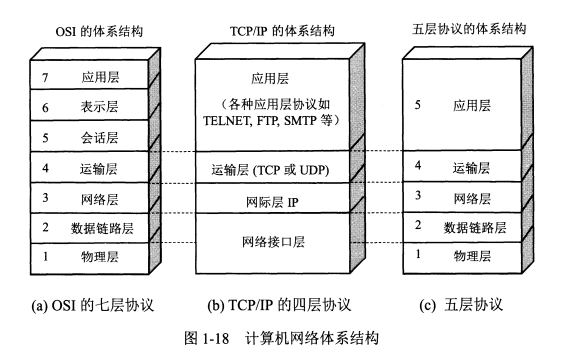 OSI 的体系结构
TCP/IP 的体系结构
五层协议的体系结构
7 应用层
6 表示层
5 会话层
4 运输层
3 网络层
2 数据链路层
1 物理层
应用层
（各种应用层协议如
TELNET, FTP, SMTP 等）
运输层 (TCP 或 UDP)
网际层 IP
网络接口层
5 应用层
4 运输层
3 网络层
2 数据链路层
1 物理层
(a) OSI 的七层协议
(b) TCP/IP 的四层协议
(c) 五层协议
图 1-18 计算机网络体系结构